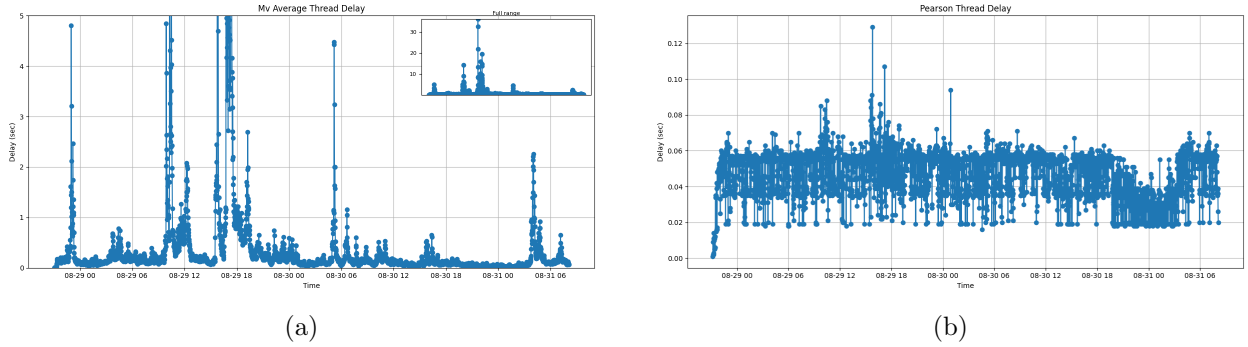 Mv Average Thread Delay
Full range
30
20
10
5
4
3
2
1
0
Delay (sec)
08-29 00 08-29 06 08-29 12 08-29 18 08-30 00 08-30 06 08-30 12 08-30 18 08-31 00 08-31 06
Time
(a)
Pearson Thread Delay
0.12
0.10
0.08
0.06
0.04
0.02
0.00
Delay (sec)
08-29 00 08-29 06 08-29 12 08-29 18 08-30 00 08-30 06 08-30 12 08-30 18 08-31 00 08-31 06
Time
(b)